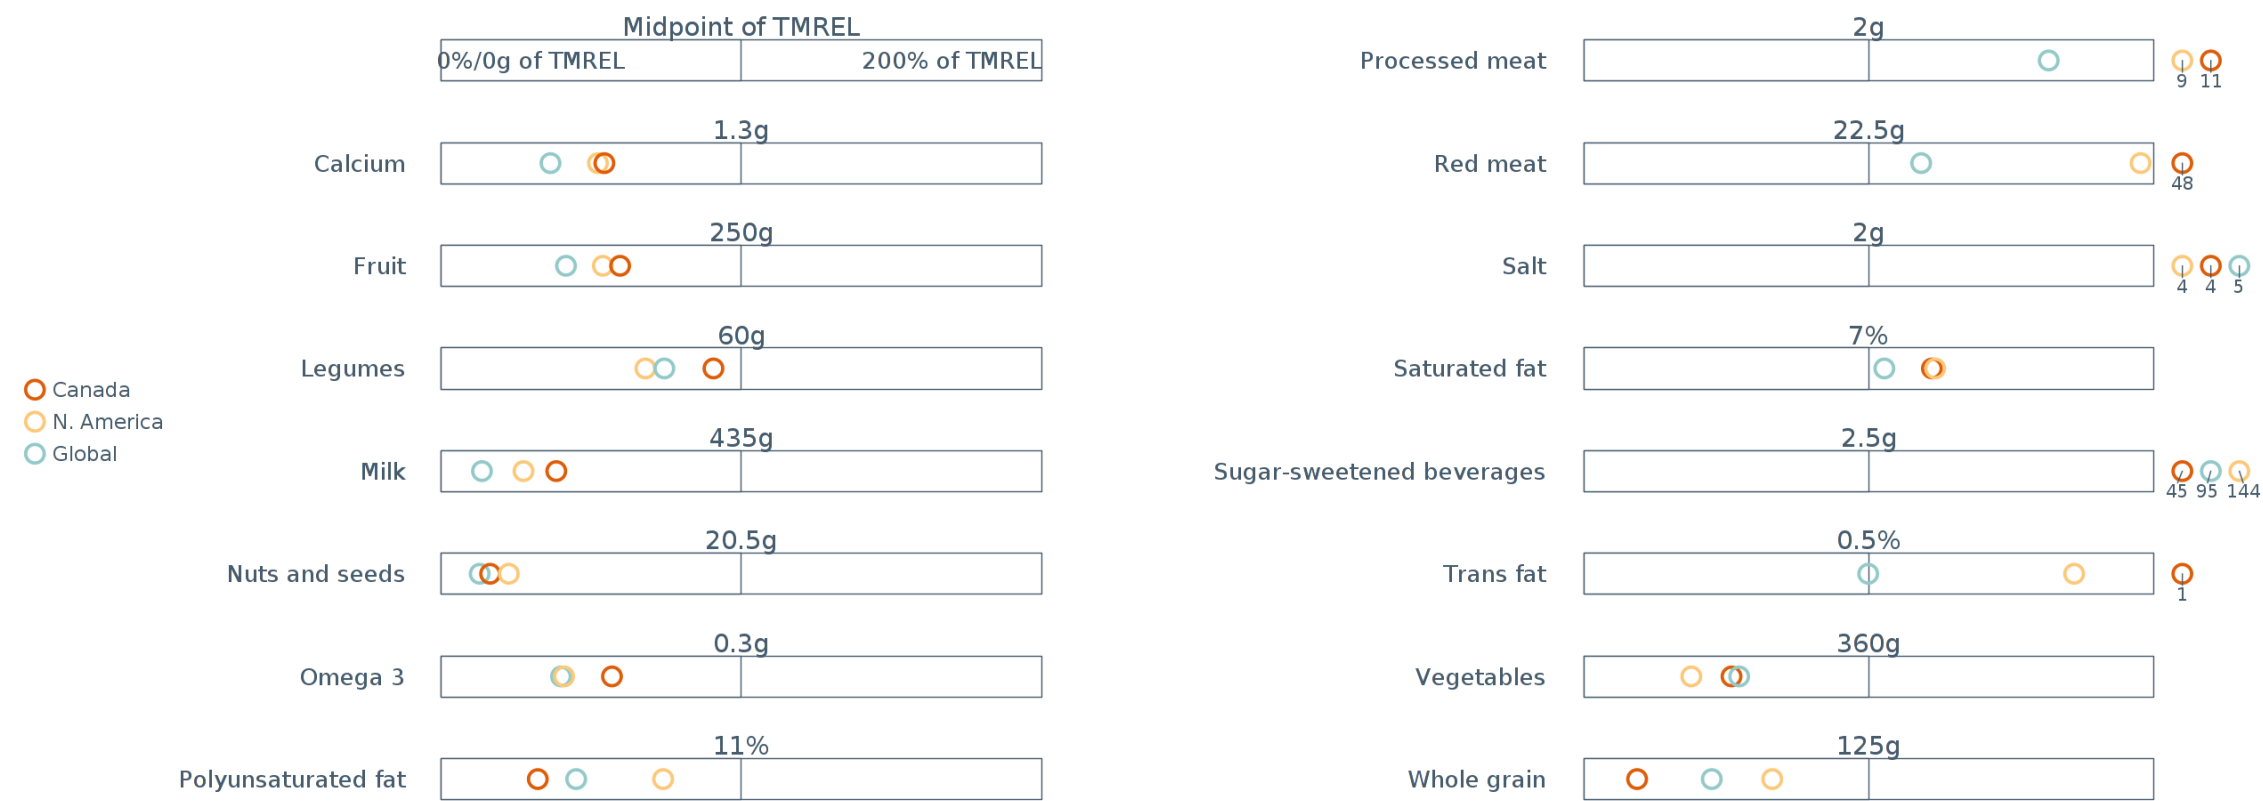 Midpoint of TMREL
0%/0g of TMREL
200% of TMREL
1.3g
Calcium
250g
Fruit
60g
Legumes
435g
Milk
20.5g
Nuts and seeds
0.3g
Omega 3
11%
Polyunsaturated fat
Canada
N. America
Global
2g
Processed meat
9 11
22.5g
Red meat
48
2g
Salt
4 4 5
7%
Saturated fat
2.5g
Sugar-sweetened beverages
45 95 144
0.5%
Trans fat
1
360g
Vegetables
125g
Whole grain